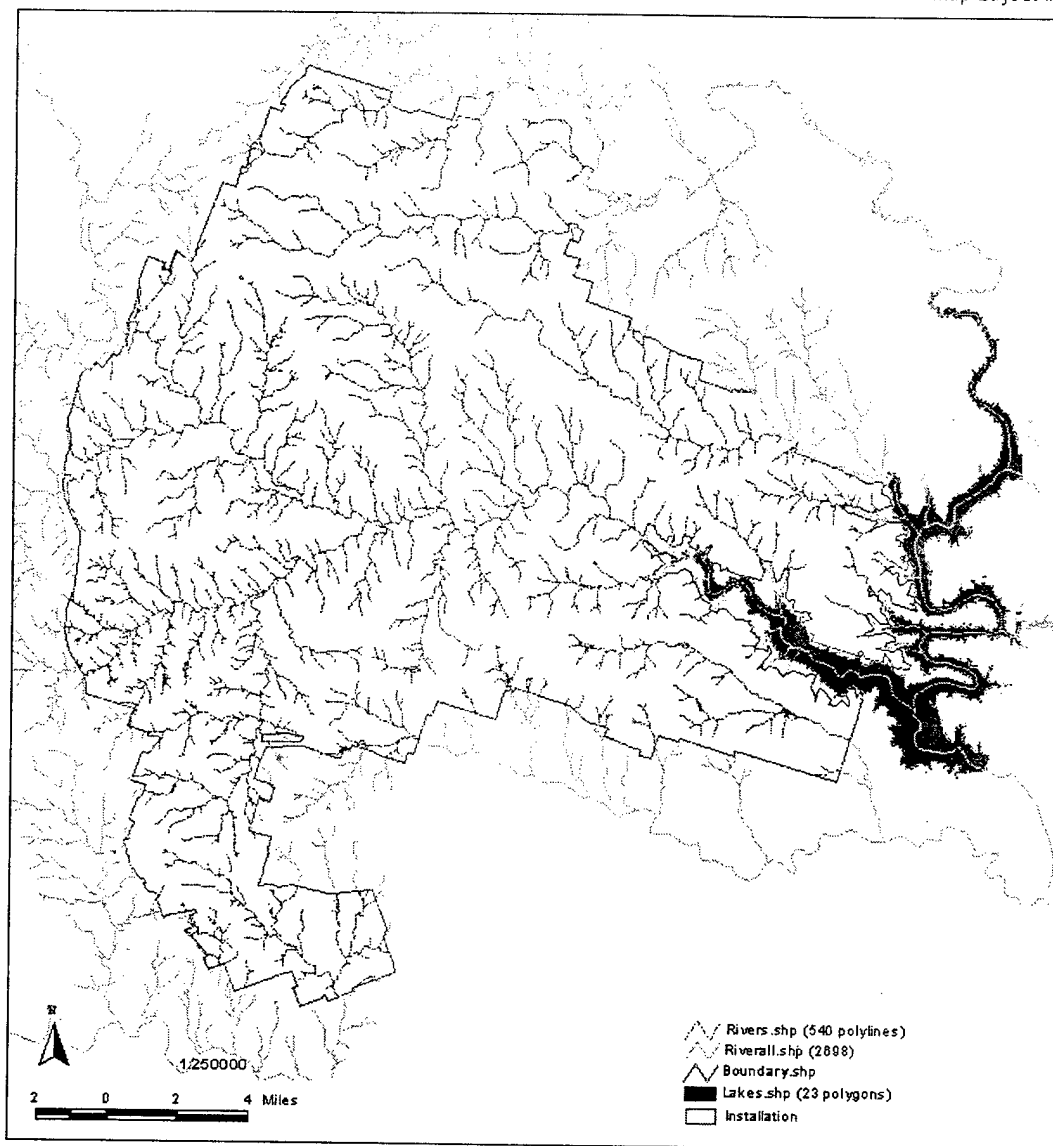 N
1:250000
2 0 2 4 Miles
Rivers.shp (540 polylines)
Riverall.shp (2898)
Boundary.shp
Lakes.shp (23 polygons)
Installation